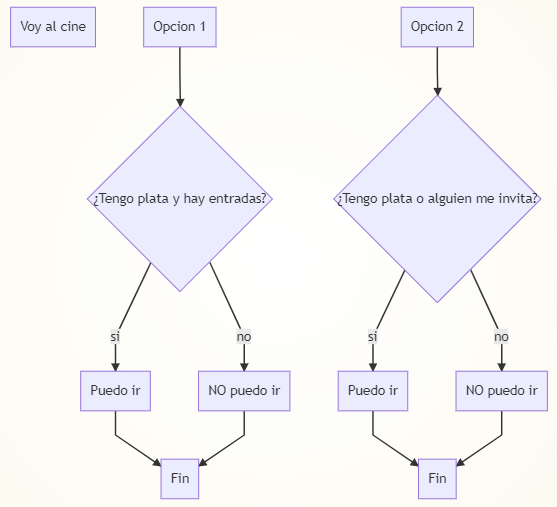 Voy al cine
Opcion 1
Opcion 2
¿Tengo plata y hay entradas?
¿Tengo plata o alguien me invita?
si
no
si
no
Puedo ir
NO puedo ir
Puedo ir
NO puedo ir
Fin
Fin